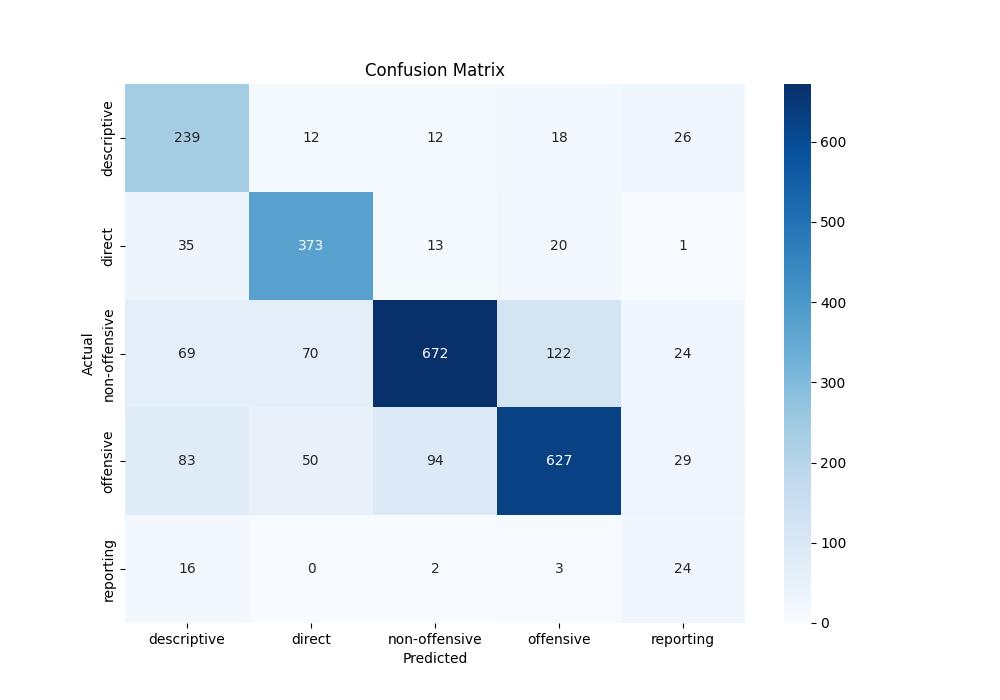 Confusion Matrix
Actual
descriptive
239 12 12 18 26
direct
35 373 13 20 1
non-offensive
69 70 672 122 24
offensive
83 50 94 627 29
reporting
16 0 2 3 24
descriptive direct non-offensive offensive reporting
Predicted
600
500
400
300
200
100
0